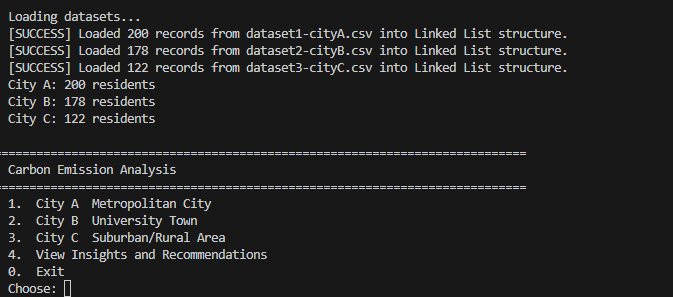 Loading datasets...
[SUCCESS] Loaded 200 records from dataset1-cityA.csv into Linked List structure.
[SUCCESS] Loaded 178 records from dataset2-cityB.csv into Linked List structure.
[SUCCESS] Loaded 122 records from dataset3-cityC.csv into Linked List structure.
City A: 200 residents
City B: 178 residents
City C: 122 residents
==============================================================================
Carbon Emission Analysis
==============================================================================
1.  City A  Metropolitan City
2.  City B  University Town
3.  City C  Suburban/Rural Area
4.  View Insights and Recommendations
0.  Exit
Choose: